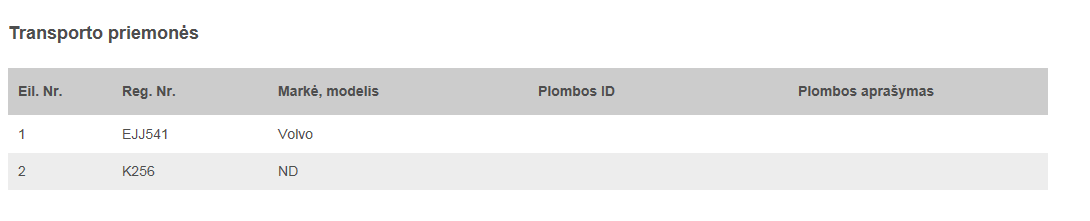 Transporto priemonės
Eil. Nr. Reg. Nr. Markė, modelis Plombos ID Plombos aprašymas
1 EJJ541 Volvo
2 K256 ND